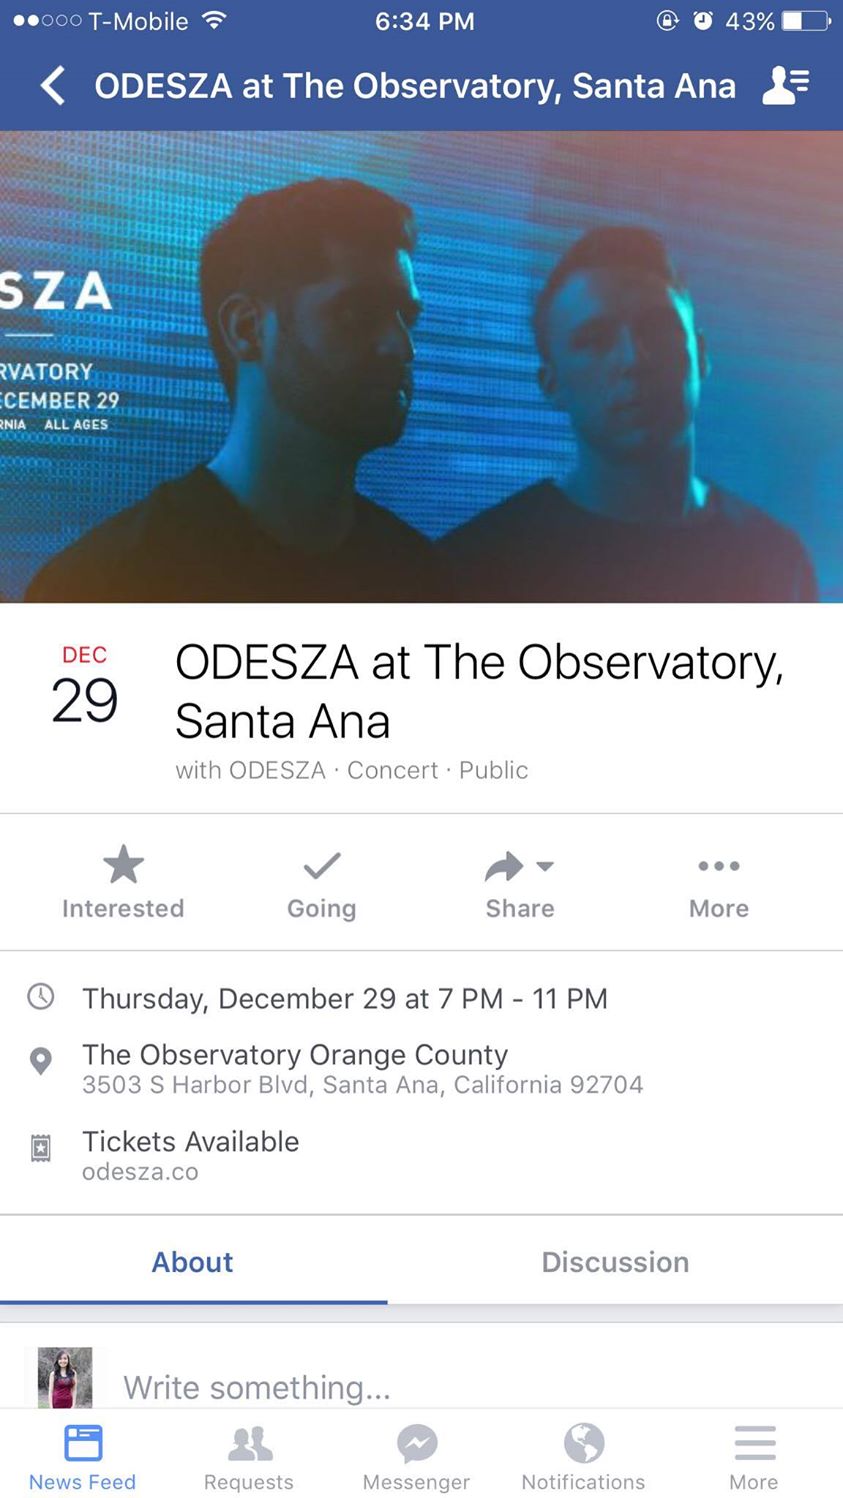 T-Mobile 6:34 PM 43%
ODESZA at The Observatory, Santa Ana
SZA
RVATORY
ECEMBER 29
RNIA ALL AGES
DEC
29
ODESZA at The Observatory,
Santa Ana
with ODESZA · Concert · Public
Interested Going Share More
Thursday, December 29 at 7 PM - 11 PM
The Observatory Orange County
3503 S Harbor Blvd, Santa Ana, California 92704
Tickets Available
odesza.co
About Discussion
Write something...
News Feed Requests Messenger Notifications More